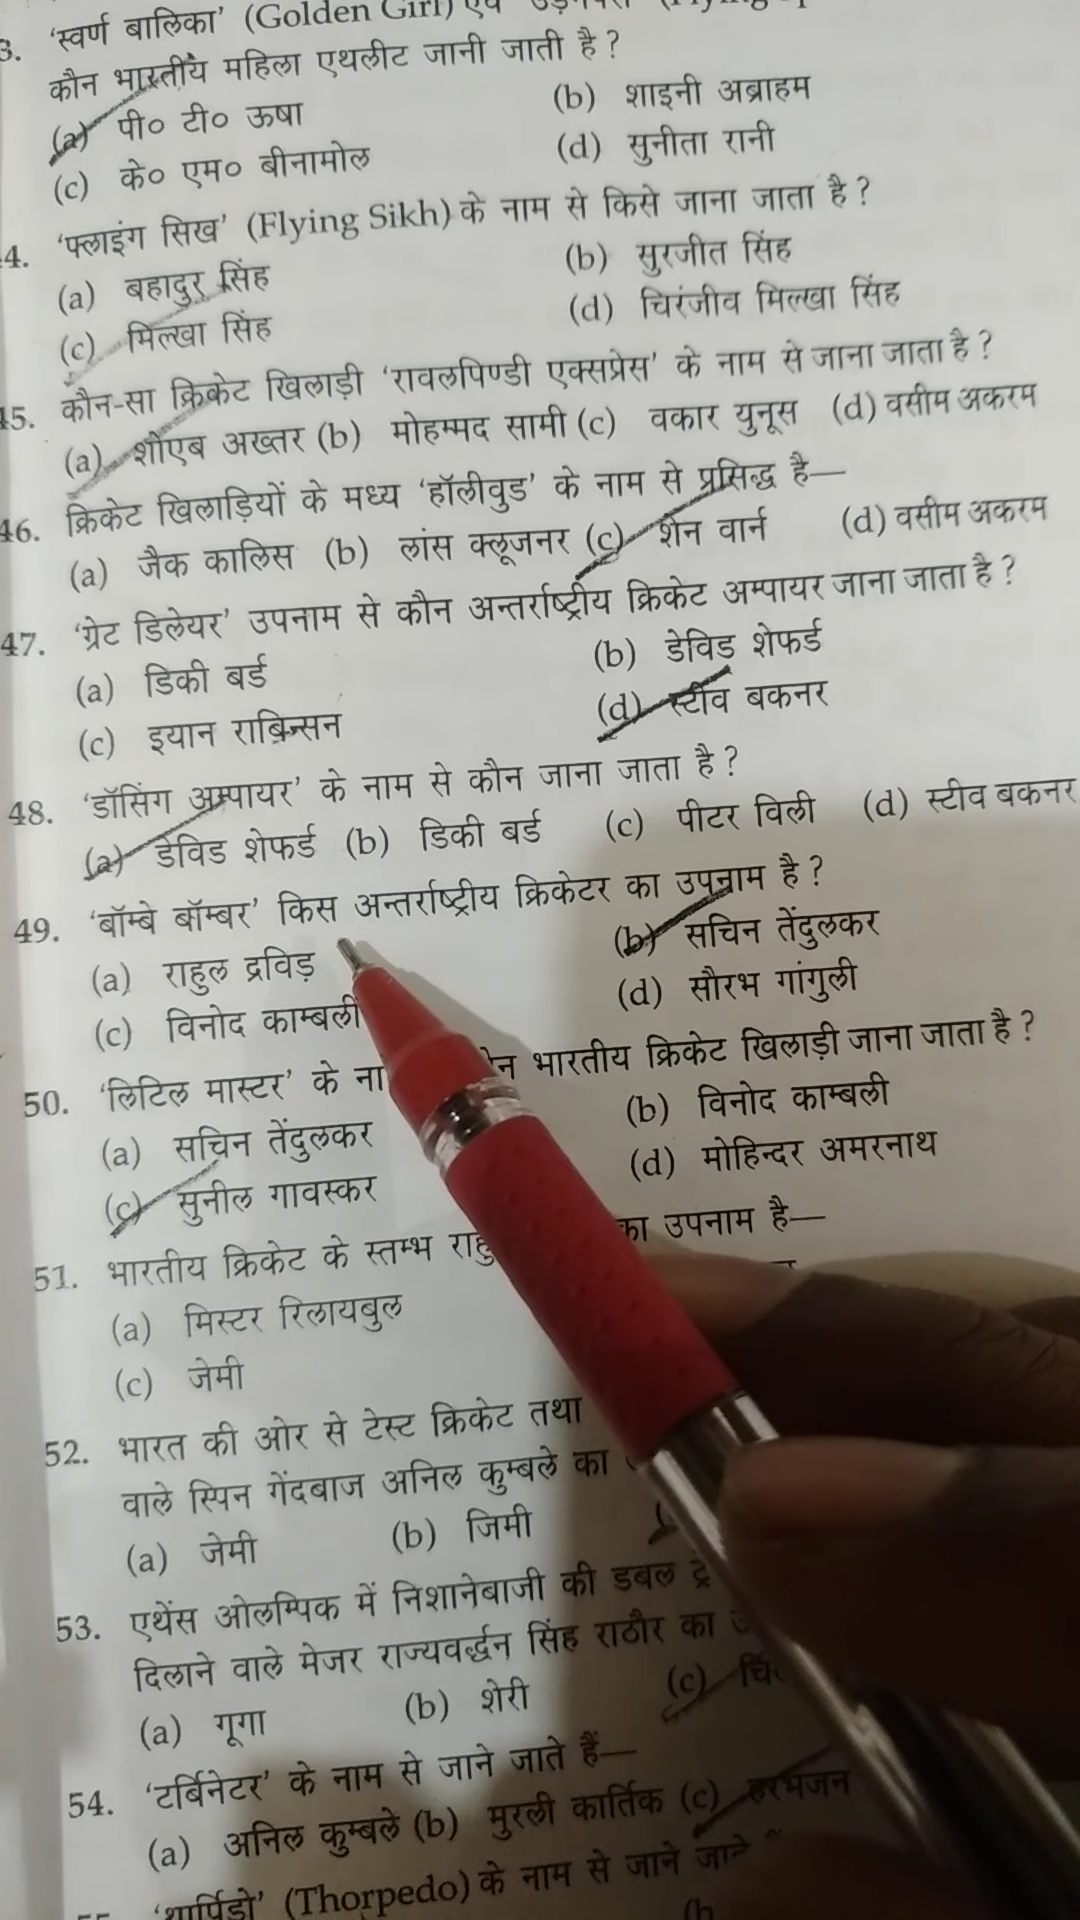 3. 'स्वर्ण बालिका' (Golden Girl) एवं
कौन भारतीय महिला एथलीट जानी जाती है ?
(a) पी० टी० ऊषा (b) शाइनी अब्राहम
(c) के० एम० बीनामोल (d) सुनीता रानी
4. 'फ्लाइंग सिख' (Flying Sikh) के नाम से किसे जाना जाता है ?
(a) बहादुर सिंह (b) सुरजीत सिंह
(c) मिल्खा सिंह (d) चिरंजीव मिल्खा सिंह
45. कौन-सा क्रिकेट खिलाड़ी 'रावलपिण्डी एक्सप्रेस' के नाम से जाना जाता है ?
(a) शोएब अख्तर (b) मोहम्मद सामी (c) वकार युनूस (d) वसीम अकरम
46. क्रिकेट खिलाड़ियों के मध्य 'हॉलीवुड' के नाम से प्रसिद्ध है—
(a) जैक कालिस (b) लांस क्लूजनर (c) शेन वार्न (d) वसीम अकरम
47. 'ग्रेट डिलेयर' उपनाम से कौन अन्तर्राष्ट्रीय क्रिकेट अम्पायर जाना जाता है ?
(a) डिकी बर्ड (b) डेविड शेफर्ड
(c) इयान राबिन्सन (d) स्टीव बकनर
48. 'डॉसिंग अम्पायर' के नाम से कौन जाना जाता है ?
(a) डेविड शेफर्ड (b) डिकी बर्ड (c) पीटर विली (d) स्टीव बकनर
49. 'बॉम्बे बॉम्बर' किस अन्तर्राष्ट्रीय क्रिकेटर का उपनाम है ?
(a) राहुल द्रविड़ (b) सचिन तेंदुलकर
(c) विनोद काम्बली (d) सौरभ गांगुली
50. 'लिटिल मास्टर' के भारतीय क्रिकेट खिलाड़ी जाना जाता है ?
(a) सचिन तेंदुलकर (b) विनोद काम्बली
(c) सुनील गावस्कर (d) मोहिन्दर अमरनाथ
51. भारतीय क्रिकेट के स्तम्भ का उपनाम है—
(a) मिस्टर रिलायबुल
(c) जेमी
52. भारत की ओर से टेस्ट क्रिकेट तथा
वाले स्पिन गेंदबाज अनिल कुम्बले का
(a) जेमी (b) जिमी
53. एथेंस ओलम्पिक में निशानेबाजी की डबल
दिलाने वाले मेजर राज्यवर्द्धन सिंह राठौर का
(a) गूगा (b) शेरी (c)
54. 'टर्बिनेटर' के नाम से जाने जाते हैं—
(a) अनिल कुम्बले (b) मुरली कार्तिक (c) हरभजन
'थार्पिडो' (Thorpedo) के नाम से जाने जाते